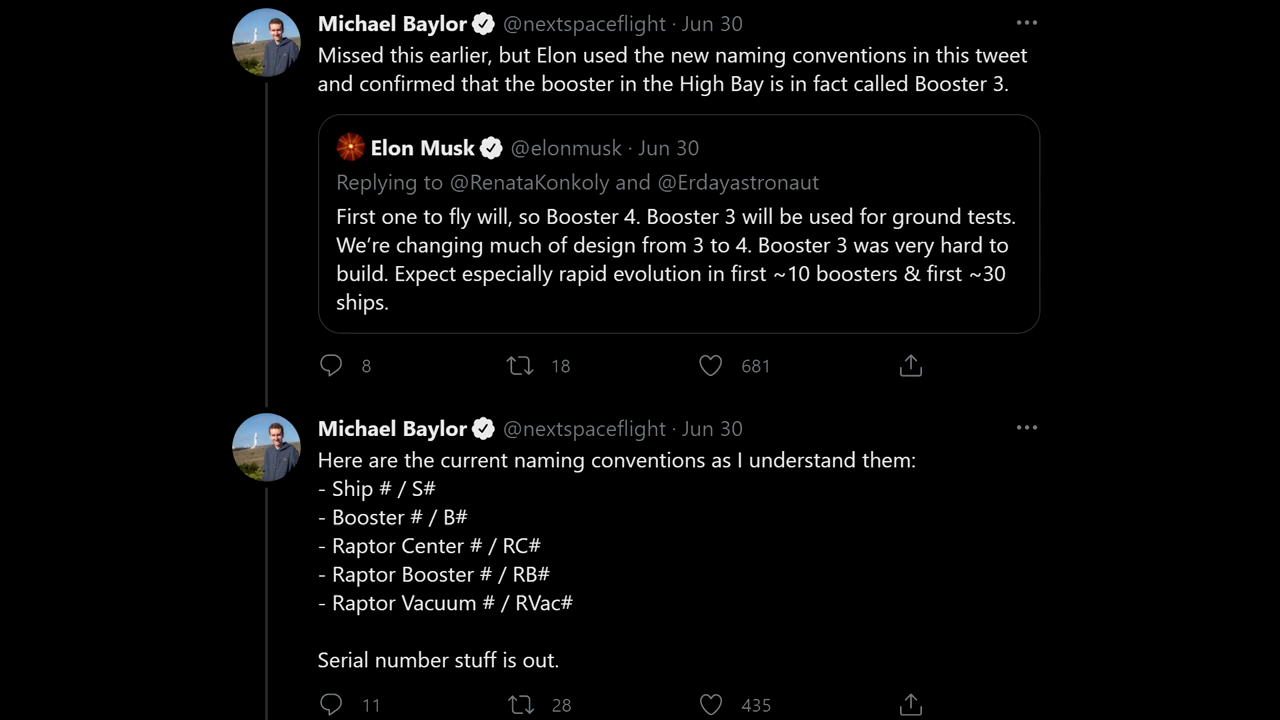 Michael Baylor @nextspaceflight · Jun 30
Missed this earlier, but Elon used the new naming conventions in this tweet
and confirmed that the booster in the High Bay is in fact called Booster 3.
Elon Musk @elonmusk · Jun 30
Replying to @RenataKonkoly and @Erdayastronaut
First one to fly will, so Booster 4. Booster 3 will be used for ground tests.
We’re changing much of design from 3 to 4. Booster 3 was very hard to
build. Expect especially rapid evolution in first ~10 boosters & first ~30
ships.
8 18 681
Michael Baylor @nextspaceflight · Jun 30
Here are the current naming conventions as I understand them:
- Ship # / S#
- Booster # / B#
- Raptor Center # / RC#
- Raptor Booster # / RB#
- Raptor Vacuum # / RVac#
Serial number stuff is out.
11 28 435